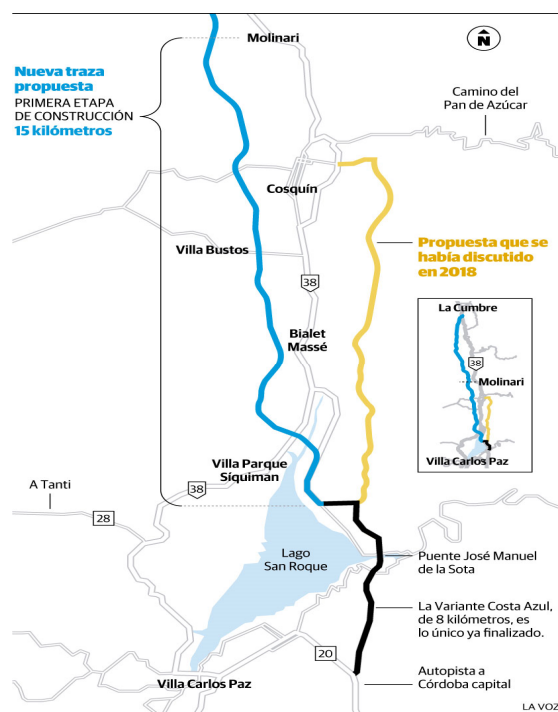 Molinari
N
Nueva traza
propuesta
PRIMERA ETAPA
DE CONSTRUCCIÓN
15 kilómetros
Camino del
Pan de Azúcar
Cosquín
Villa Bustos
Propuesta que se
había discutido
en 2018
38
La Cumbre
38
Molinari
Villa Carlos Paz
Bialet
Massé
Villa Parque
Síquiman
A Tanti
38
28
Lago
San Roque
Puente José Manuel
de la Sota
La Variante Costa Azul,
de 8 kilómetros, es
lo único ya finalizado.
20
Villa Carlos Paz
Autopista a
Córdoba capital
LA VOZ